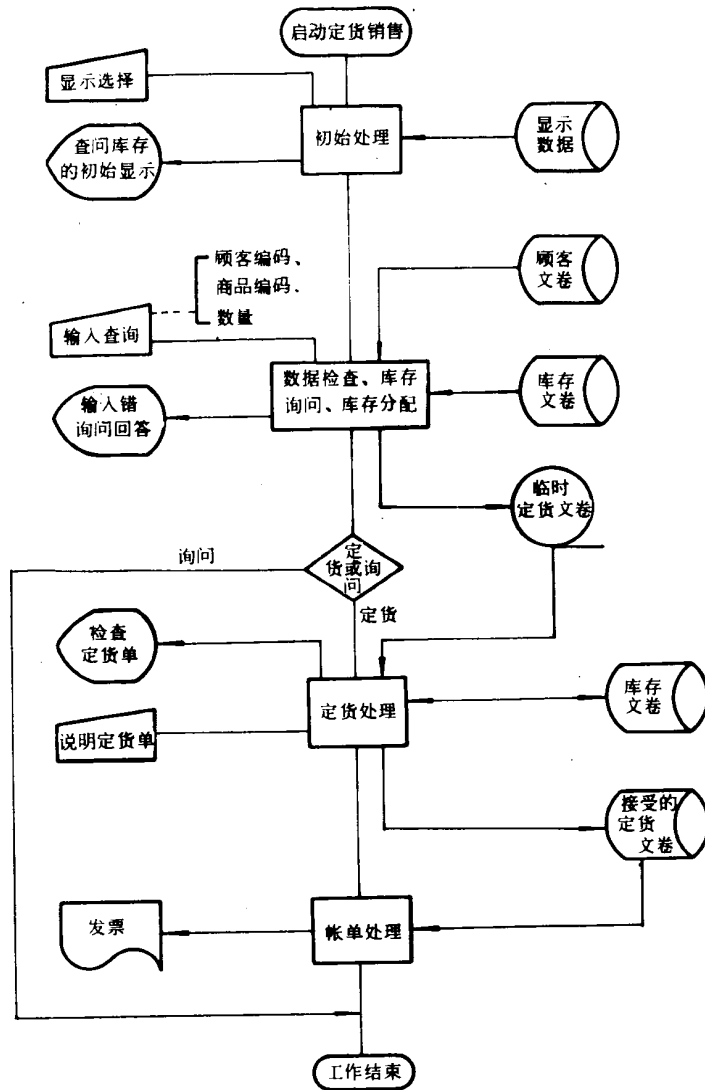 启动定货销售
显示选择
初始处理
显示
数据
查问库存
的初始显示
顾客编码、
商品编码.
数量
顾客
文卷
输入查询
数据检查、库存
询问、库存分配
库存
文卷
输入错
询问回答
临时
定货文卷
询问
定
货或询
问
定货
检查
定货单
定货处理
库存
文卷
说明定货单
接受的
定货
文卷
发票
帐单处理
工作结束